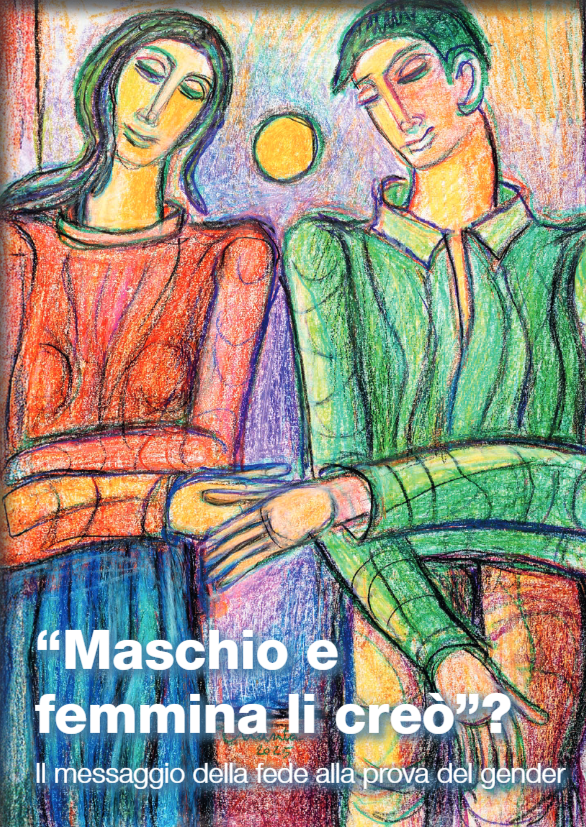 “Maschio e
femmina li creò”?
Il messaggio della fede alla prova del gender